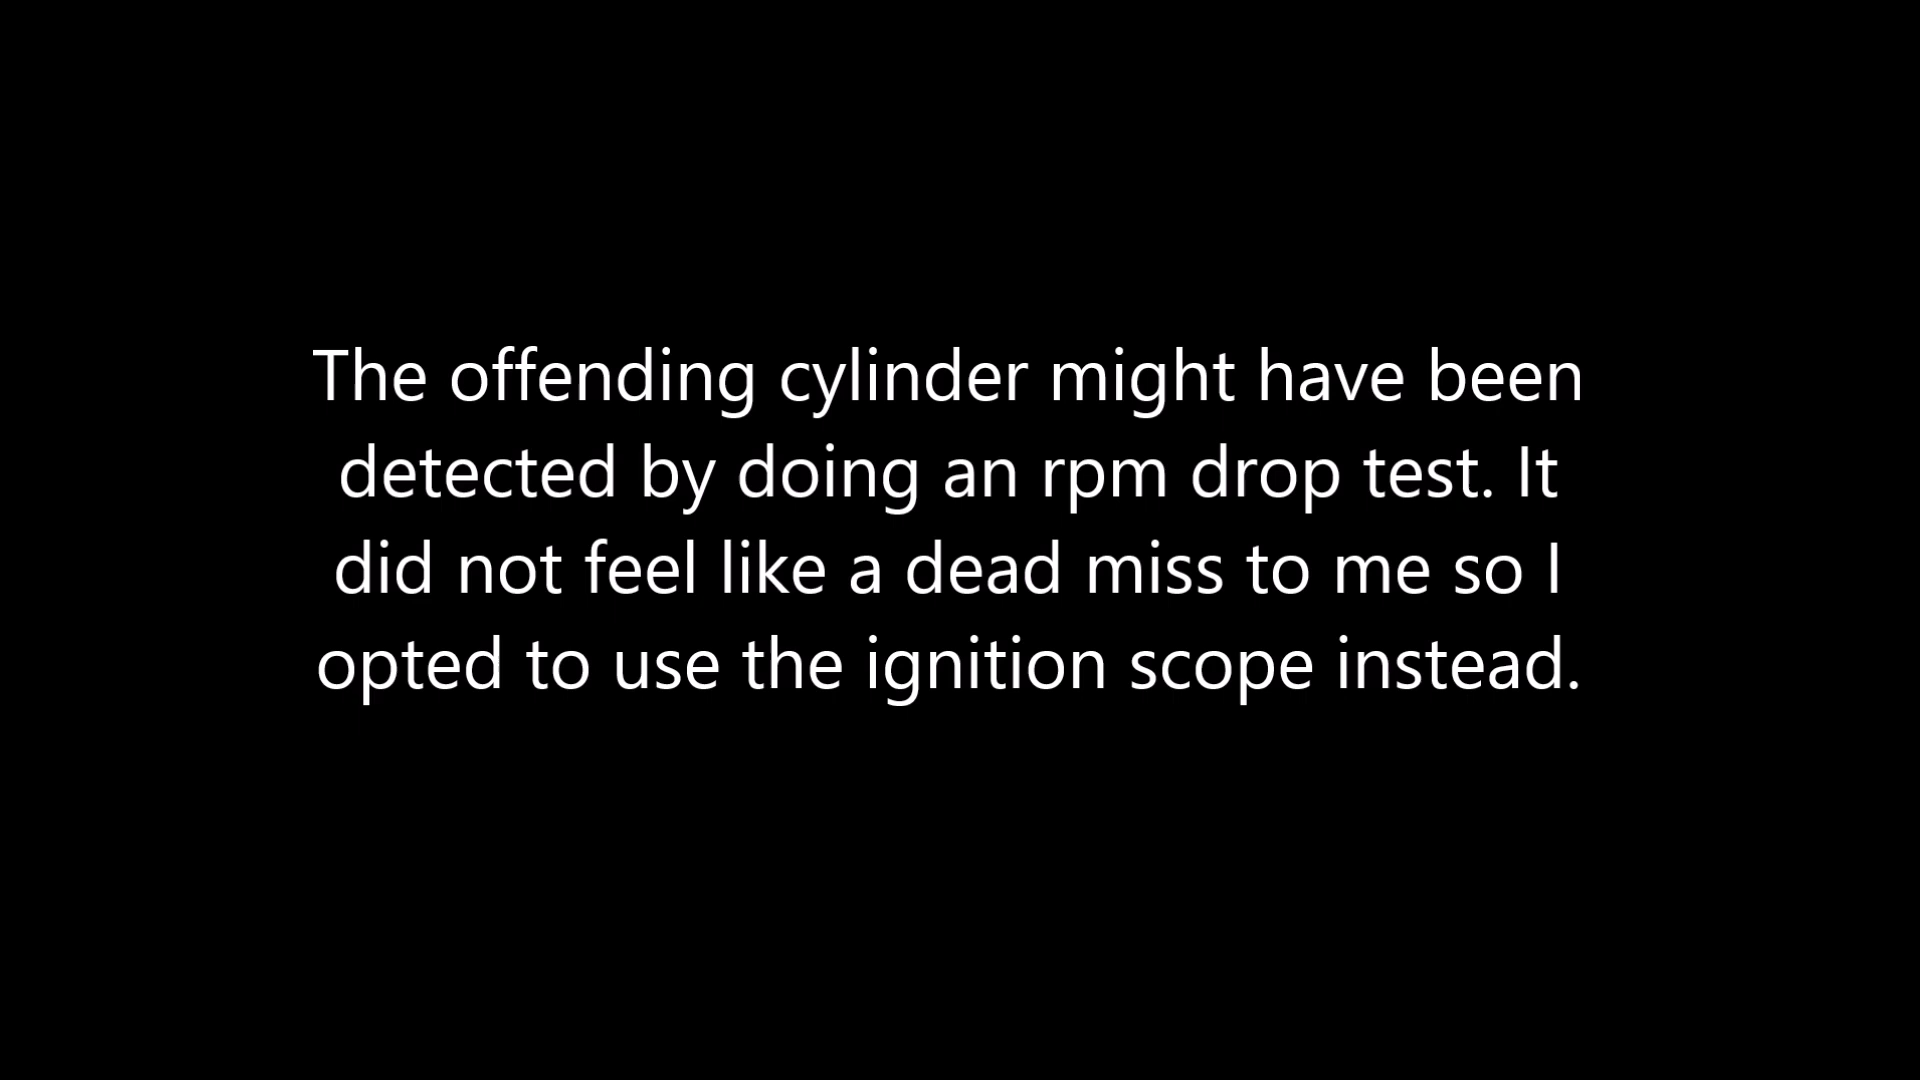 The offending cylinder might have been
detected by doing an rpm drop test. It
did not feel like a dead miss to me so I
opted to use the ignition scope instead.